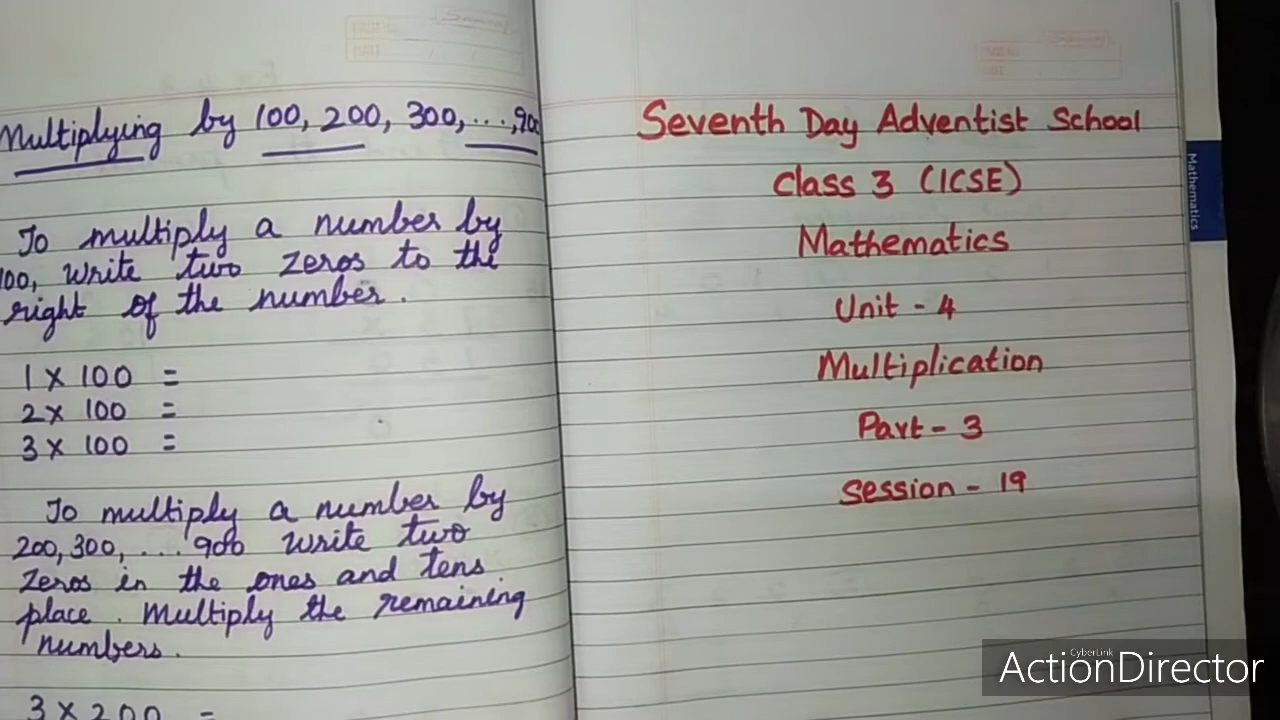 Multiplying by 100, 200, 300, ..., 900
To multiply a number by
100, write two zeros to the
right of the number.
1 x 100 =
2 x 100 =
3 x 100 =
To multiply a number by
200, 300, ... 900 write two
zeros in the ones and tens
place. Multiply the remaining
numbers.
3 x 200 =
Seventh Day Adventist School
Class 3 (ICSE)
Mathematics
Unit - 4
Multiplication
Part - 3
Session - 19
Mathematics
CyberLink
ActionDirector